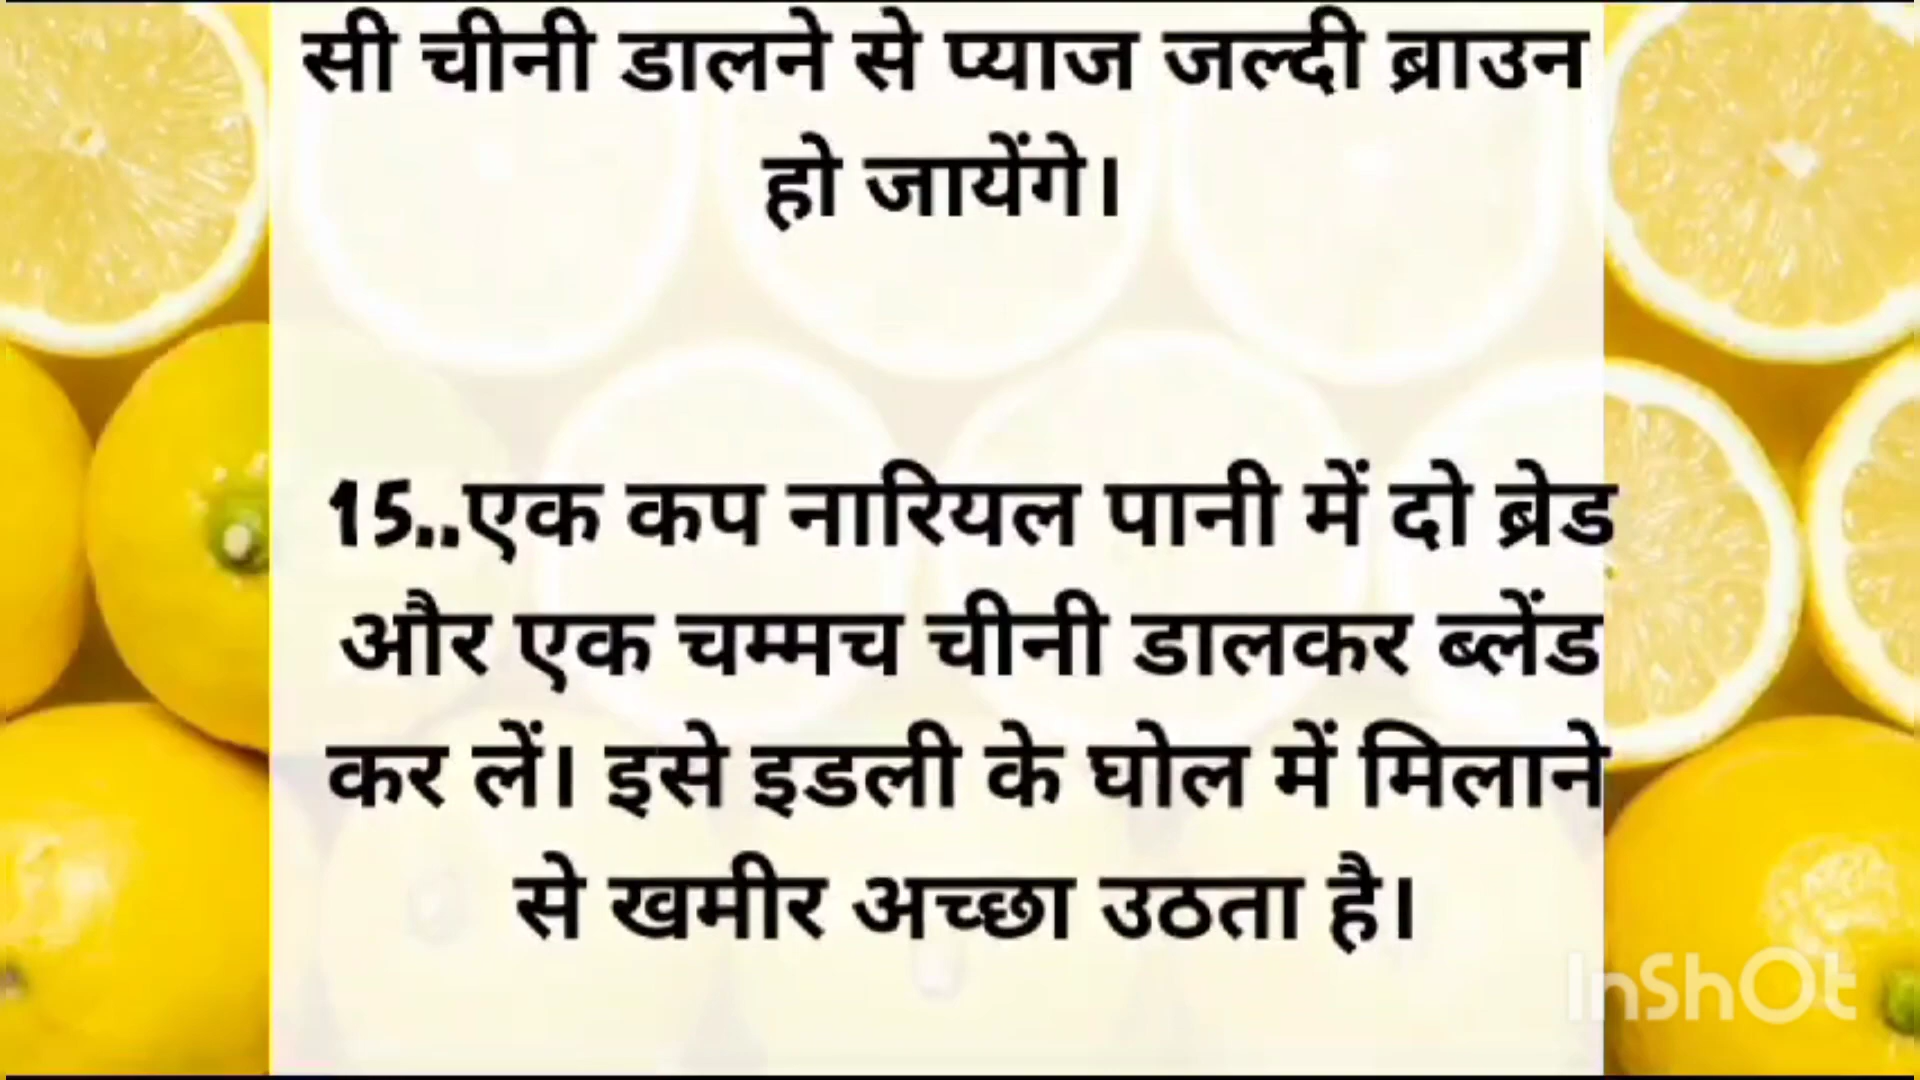 सी चीनी डालने से प्याज जल्दी ब्राउन
हो जायेंगे।
15..एक कप नारियल पानी में दो ब्रेड
और एक चम्मच चीनी डालकर ब्लेंड
कर लें। इसे इडली के घोल में मिलाने
से खमीर अच्छा उठता है।
InShOt